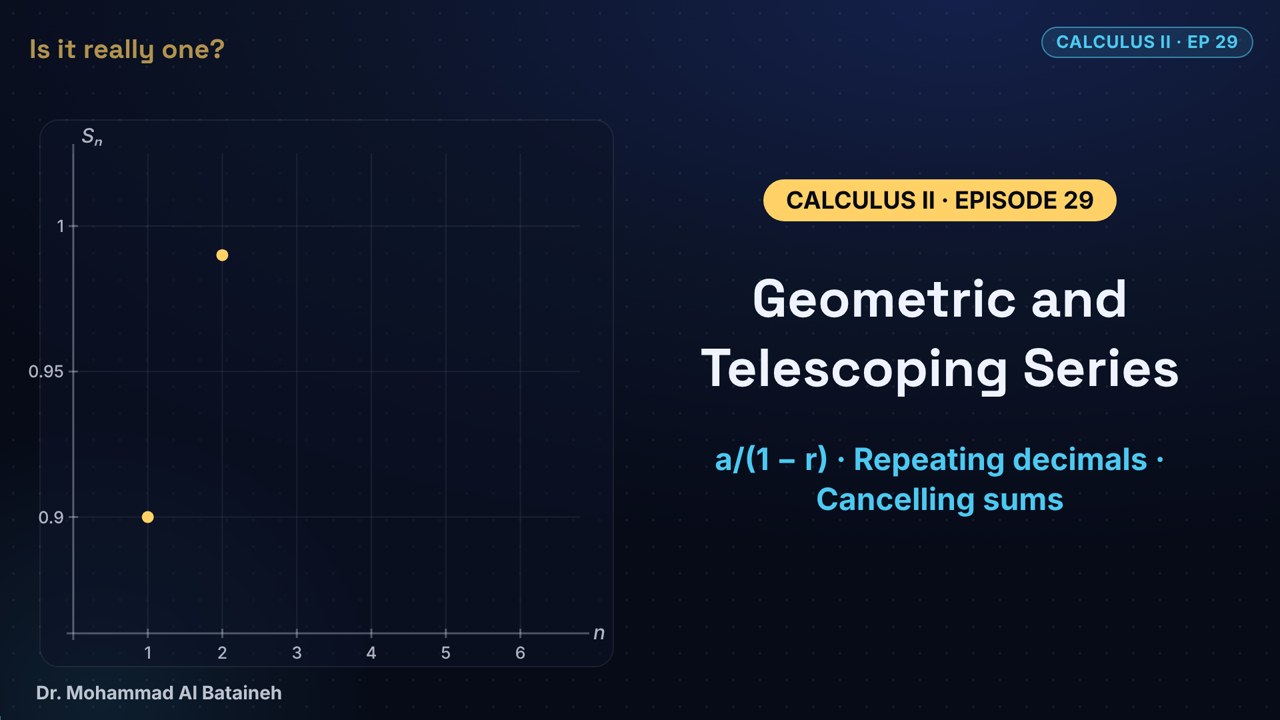 Is it really one?
CALCULUS II · EP 29
Sₙ
1
0.95
0.9
1 2 3 4 5 6
n
CALCULUS II · EPISODE 29
Geometric and
Telescoping Series
a/(1 − r) · Repeating decimals ·
Cancelling sums
Dr. Mohammad Al Bataineh